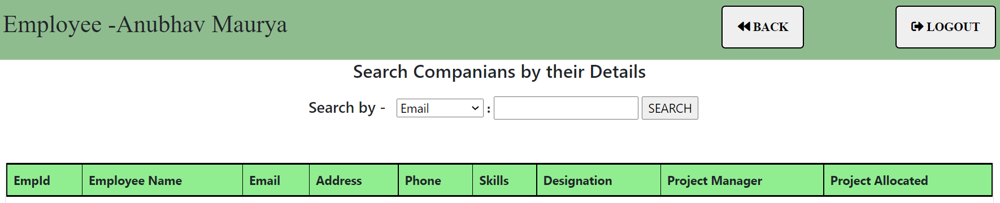 Employee -Anubhav Maurya
BACK
LOGOUT
Search Companians by their Details
Search by - Email : SEARCH
EmpId Employee Name Email Address Phone Skills Designation Project Manager Project Allocated